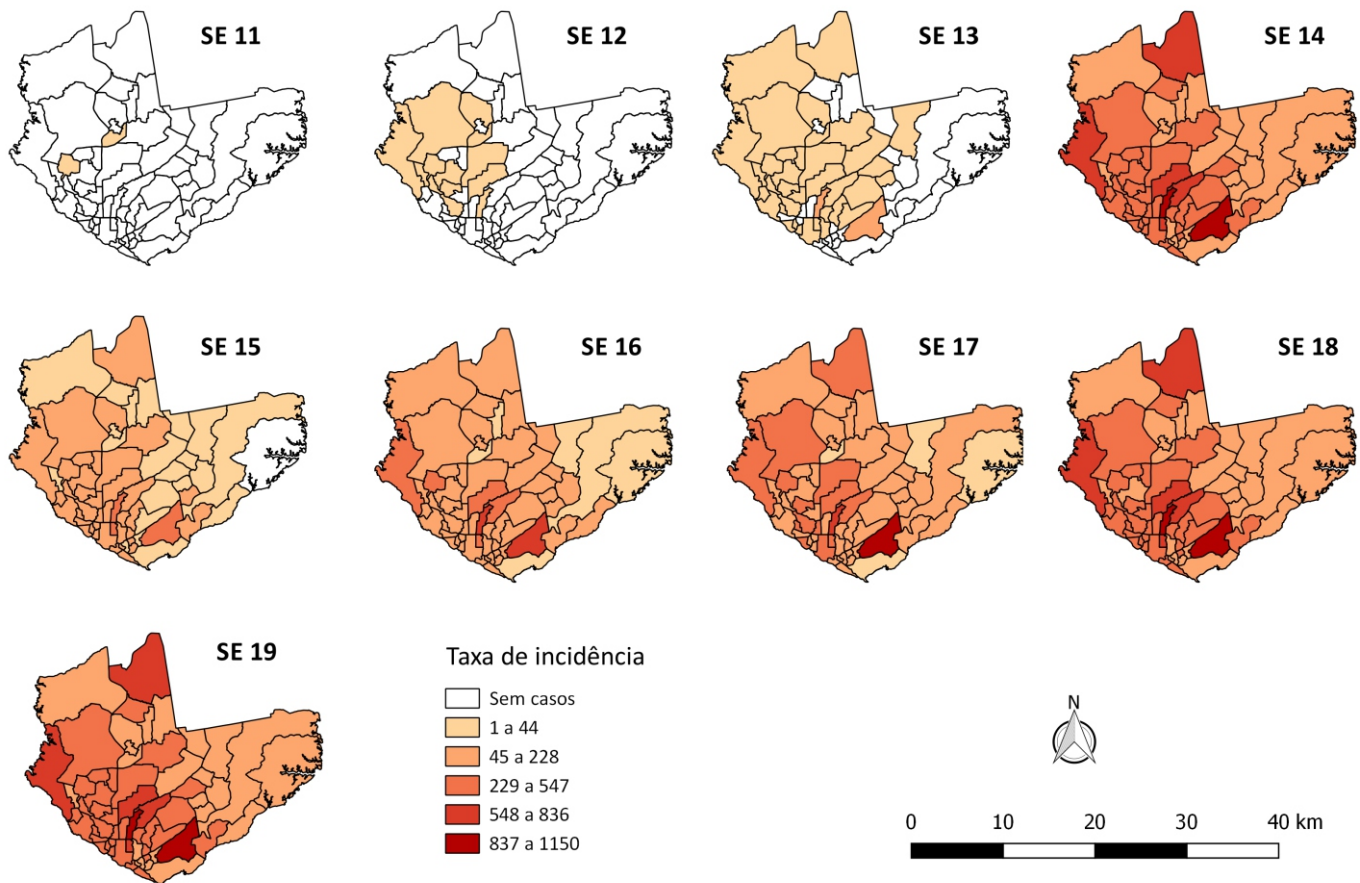 SE 11
SE 12
SE 13
SE 14
SE 15
SE 16
SE 17
SE 18
SE 19
Taxa de incidência
Sem casos
1 a 44
45 a 228
229 a 547
548 a 836
837 a 1150
N
0 10 20 30 40 km